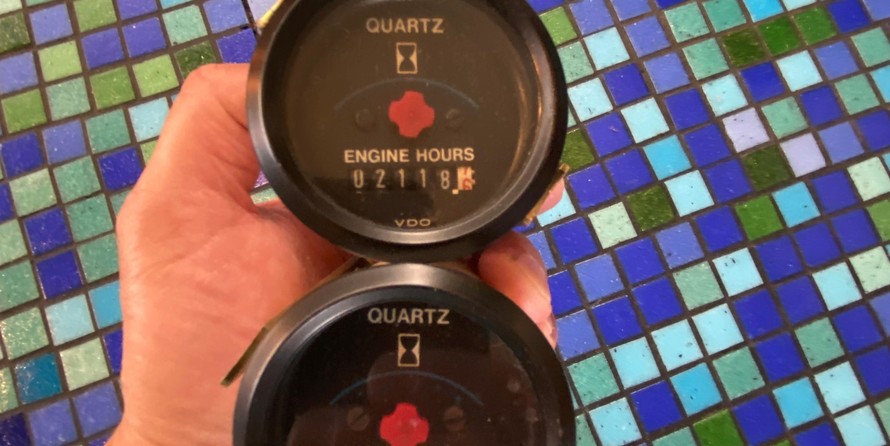 QUARTZ
ENGINE HOURS
02118
VDO
QUARTZ